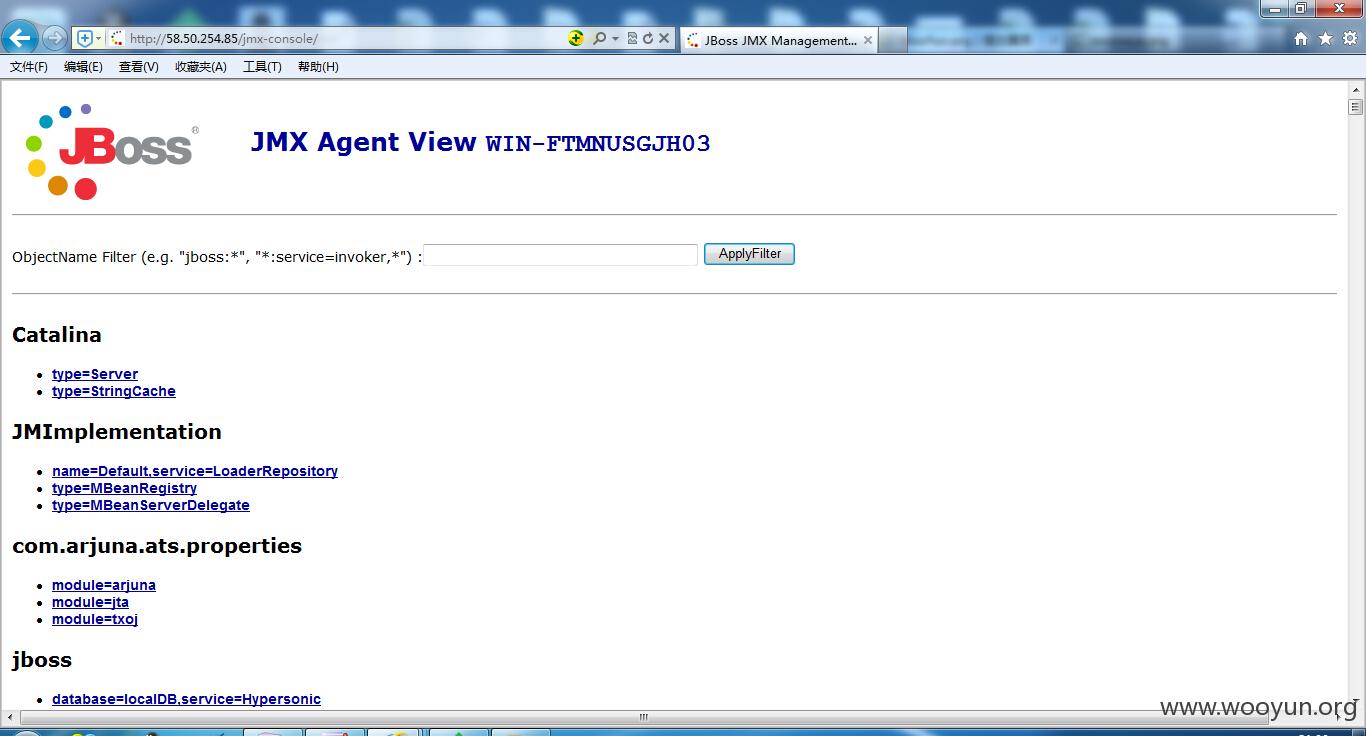 http://58.50.254.85/jmx-console/
JBoss JMX Management...
文件(F) 编辑(E) 查看(V) 收藏夹(A) 工具(T) 帮助(H)
JBoss®
JMX Agent View WIN-FTMNUSGJH03
ObjectName Filter (e.g. "jboss:*", "*:service=invoker,*") : ApplyFilter
Catalina
type=Server
type=StringCache
JMImplementation
name=Default,service=LoaderRepository
type=MBeanRegistry
type=MBeanServerDelegate
com.arjuna.ats.properties
module=arjuna
module=jta
module=txoj
jboss
database=localDB,service=Hypersonic
www.wooyun.org